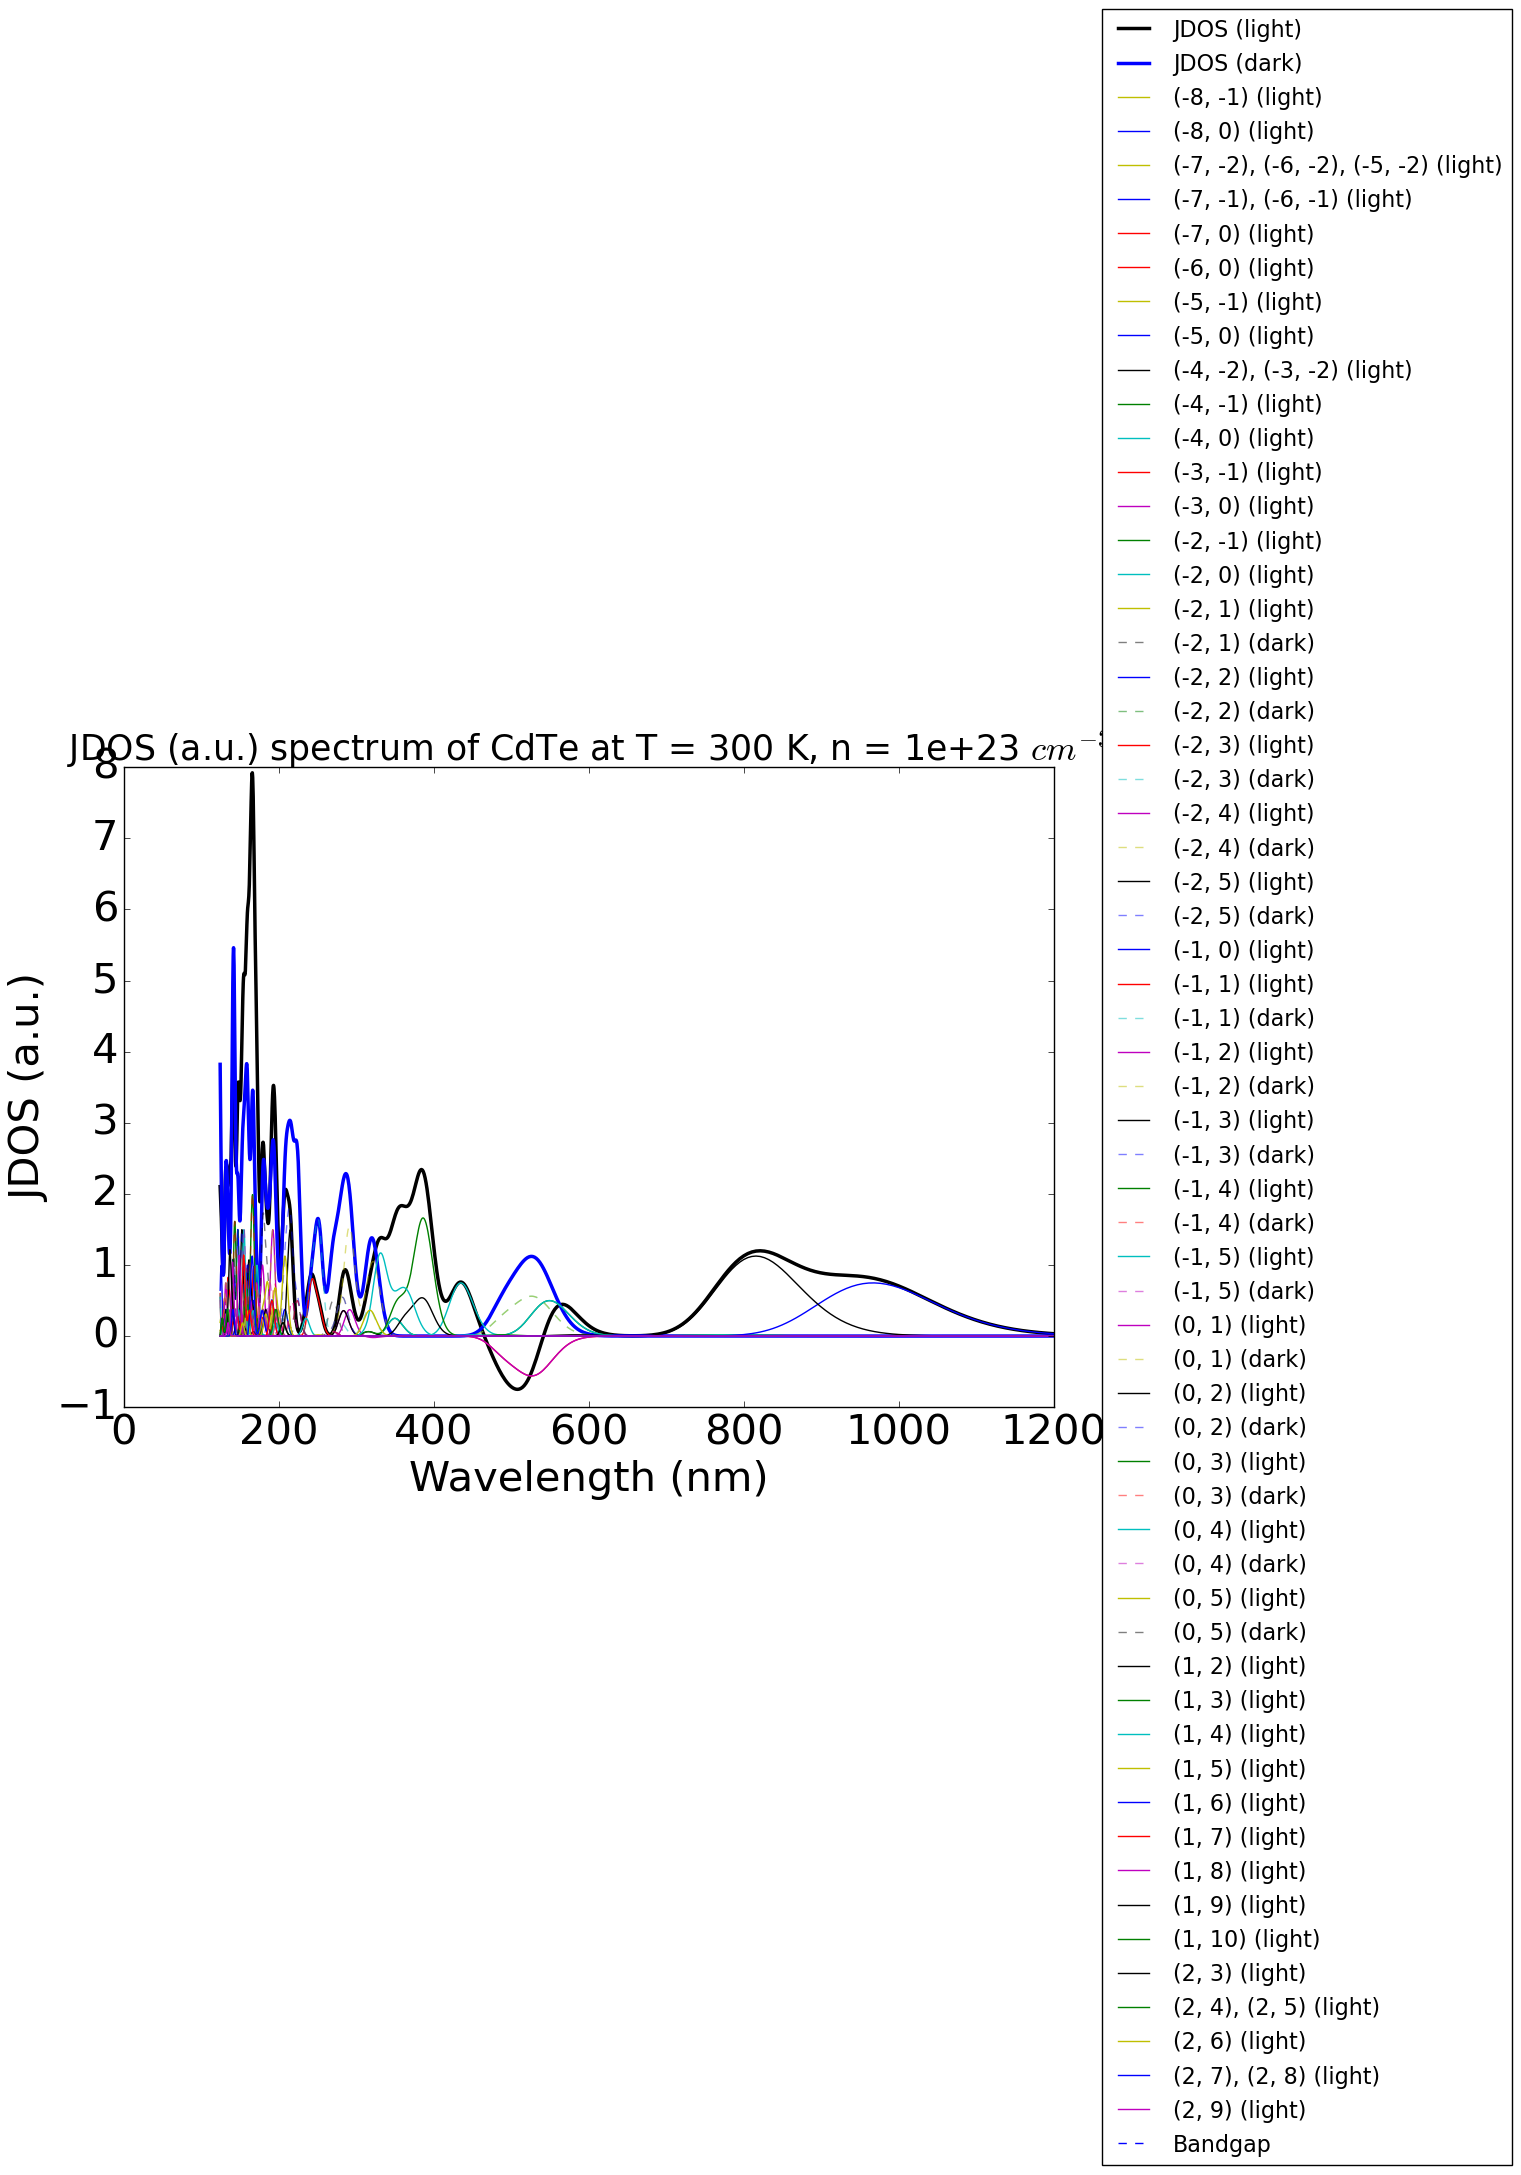 JDOS (a.u.) spectrum of CdTe at T = 300 K, n = 1e+23 cm
JDOS (a.u.)
8
7
6
5
4
3
2
1
0
−1
0 200 400 600 800 1000 1200
Wavelength (nm)
JDOS (light)
JDOS (dark)
(-8, -1) (light)
(-8, 0) (light)
(-7, -2), (-6, -2), (-5, -2) (light)
(-7, -1), (-6, -1) (light)
(-7, 0) (light)
(-6, 0) (light)
(-5, -1) (light)
(-5, 0) (light)
(-4, -2), (-3, -2) (light)
(-4, -1) (light)
(-4, 0) (light)
(-3, -1) (light)
(-3, 0) (light)
(-2, -1) (light)
(-2, 0) (light)
(-2, 1) (light)
(-2, 1) (dark)
(-2, 2) (light)
(-2, 2) (dark)
(-2, 3) (light)
(-2, 3) (dark)
(-2, 4) (light)
(-2, 4) (dark)
(-2, 5) (light)
(-2, 5) (dark)
(-1, 0) (light)
(-1, 1) (light)
(-1, 1) (dark)
(-1, 2) (light)
(-1, 2) (dark)
(-1, 3) (light)
(-1, 3) (dark)
(-1, 4) (light)
(-1, 4) (dark)
(-1, 5) (light)
(-1, 5) (dark)
(0, 1) (light)
(0, 1) (dark)
(0, 2) (light)
(0, 2) (dark)
(0, 3) (light)
(0, 3) (dark)
(0, 4) (light)
(0, 4) (dark)
(0, 5) (light)
(0, 5) (dark)
(1, 2) (light)
(1, 3) (light)
(1, 4) (light)
(1, 5) (light)
(1, 6) (light)
(1, 7) (light)
(1, 8) (light)
(1, 9) (light)
(1, 10) (light)
(2, 3) (light)
(2, 4), (2, 5) (light)
(2, 6) (light)
(2, 7), (2, 8) (light)
(2, 9) (light)
Bandgap